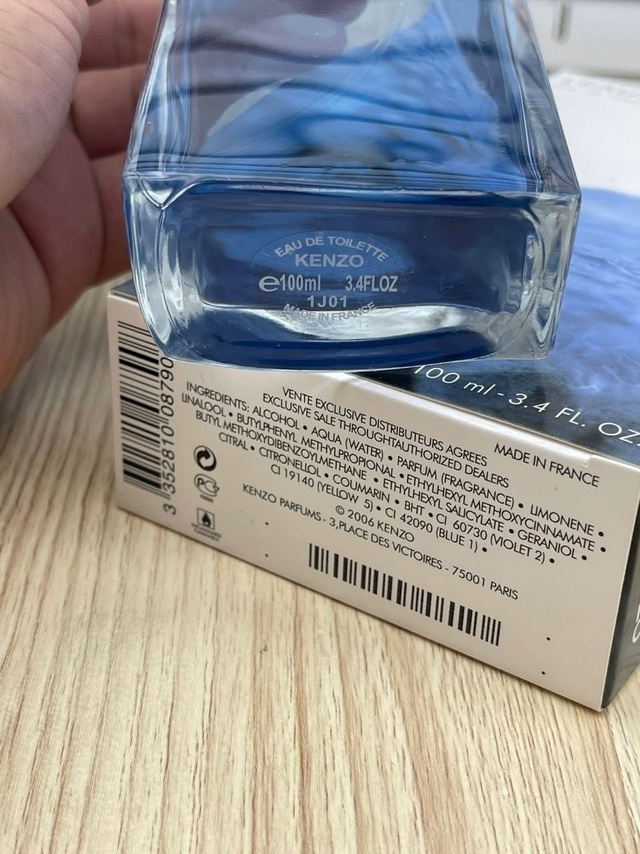 EAU DE TOILETTE
KENZO
e100ml 3.4FLOZ
1J01
MADE IN FRANCE
100 ml - 3.4 FL. OZ.
3 352810 08790
VENTE EXCLUSIVE DISTRIBUTEURS AGREES
EXCLUSIVE SALE THROUGHTAUTHORIZED DEALERS
MADE IN FRANCE
INGREDIENTS: ALCOHOL • AQUA (WATER) • PARFUM (FRAGRANCE) • LIMONENE •
LINALOOL • BUTYLPHENYL METHYLPROPIONAL • ETHYLHEXYL METHOXYCINNAMATE •
BUTYL METHOXYDIBENZOYLMETHANE • ETHYLHEXYL SALICYLATE • GERANIOL •
CITRAL • CITRONELLOL • COUMARIN • BHT • CI 60730 (VIOLET 2) •
CI 19140 (YELLOW 5) • CI 42090 (BLUE 1) •
© 2006 KENZO
KENZO PARFUMS - 3,PLACE DES VICTOIRES - 75001 PARIS